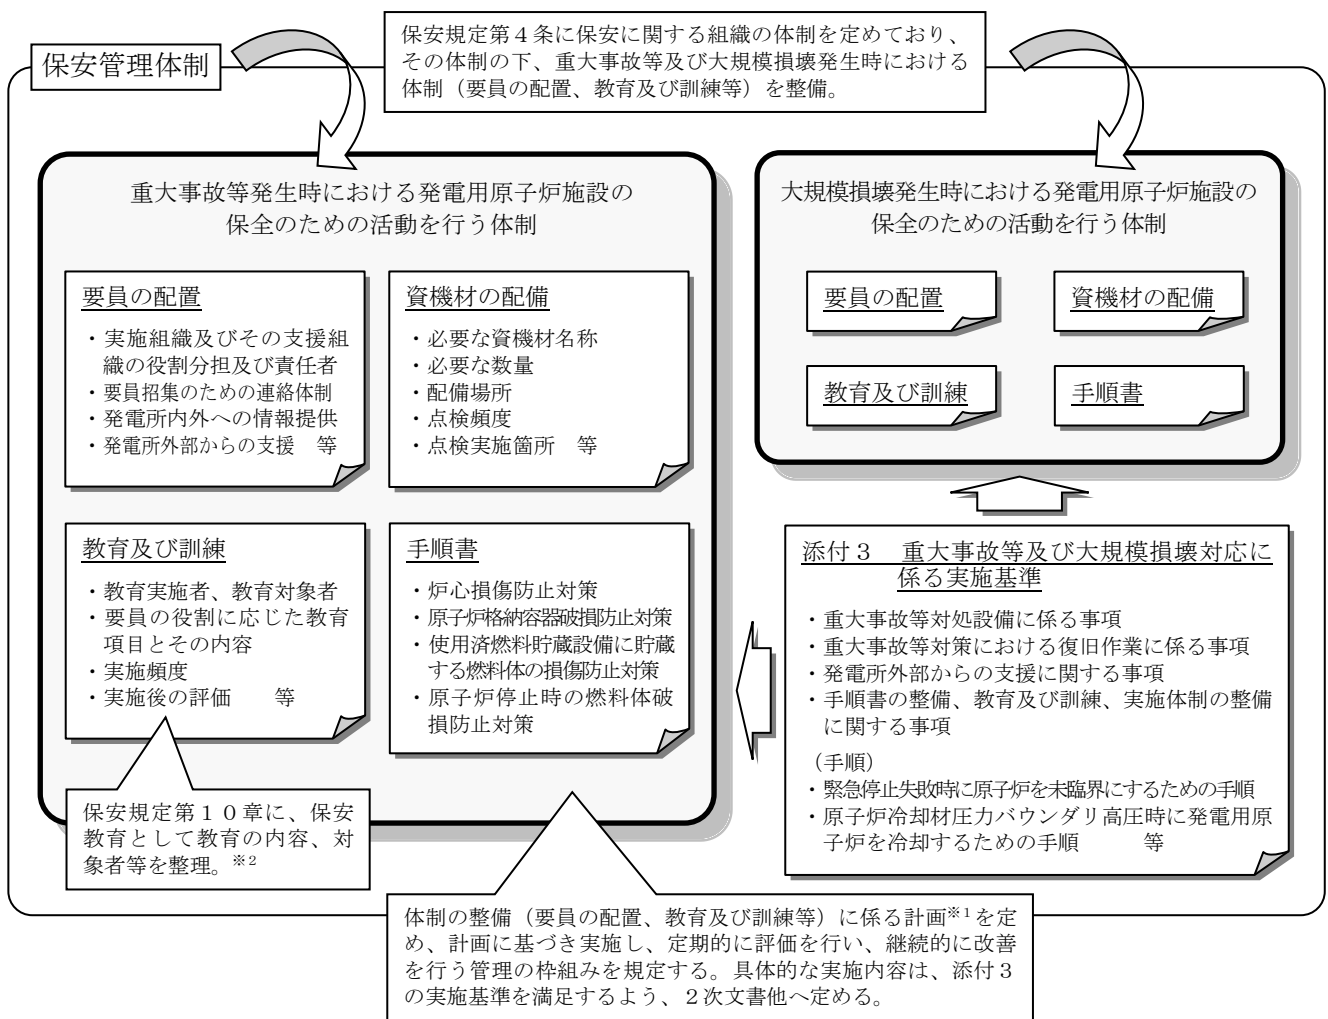 保安管理体制
保安規定第４条に保安に関する組織の体制を定めており、
その体制の下、重大事故等及び大規模損壊発生時における
体制（要員の配置、教育及び訓練等）を整備。
重大事故等発生時における発電用原子炉施設の
保全のための活動を行う体制
要員の配置
・実施組織及びその支援組
織の役割分担及び責任者
・要員招集のための連絡体制
・発電所内外への情報提供
・発電所外部からの支援　等
資機材の配備
・必要な資機材名称
・必要な数量
・配備場所
・点検頻度
・点検実施箇所　等
教育及び訓練
・教育実施者、教育対象者
・要員の役割に応じた教育
項目とその内容
・実施頻度
・実施後の評価　　等
手順書
・炉心損傷防止対策
・原子炉格納容器破損防止対策
・使用済燃料貯蔵設備に貯蔵
する燃料体の損傷防止対策
・原子炉停止時の燃料体破
損防止対策
保安規定第１０章に、保安
教育として教育の内容、対
象者等を整理。※2
大規模損壊発生時における発電用原子炉施設の
保全のための活動を行う体制
要員の配置
資機材の配備
教育及び訓練
手順書
添付３　重大事故等及び大規模損壊対応に
係る実施基準
・重大事故等対処設備に係る事項
・重大事故等対策における復旧作業に係る事項
・発電所外部からの支援に関する事項
・手順書の整備、教育及び訓練、実施体制の整備
に関する事項
（手順）
・緊急停止失敗時に原子炉を未臨界にするための手順
・原子炉冷却材圧力バウンダリ高圧時に発電用原
子炉を冷却するための手順　　　等
体制の整備（要員の配置、教育及び訓練等）に係る計画※1を定
め、計画に基づき実施し、定期的に評価を行い、継続的に改善
を行う管理の枠組みを規定する。具体的な実施内容は、添付３
の実施基準を満足するよう、２次文書他へ定める。